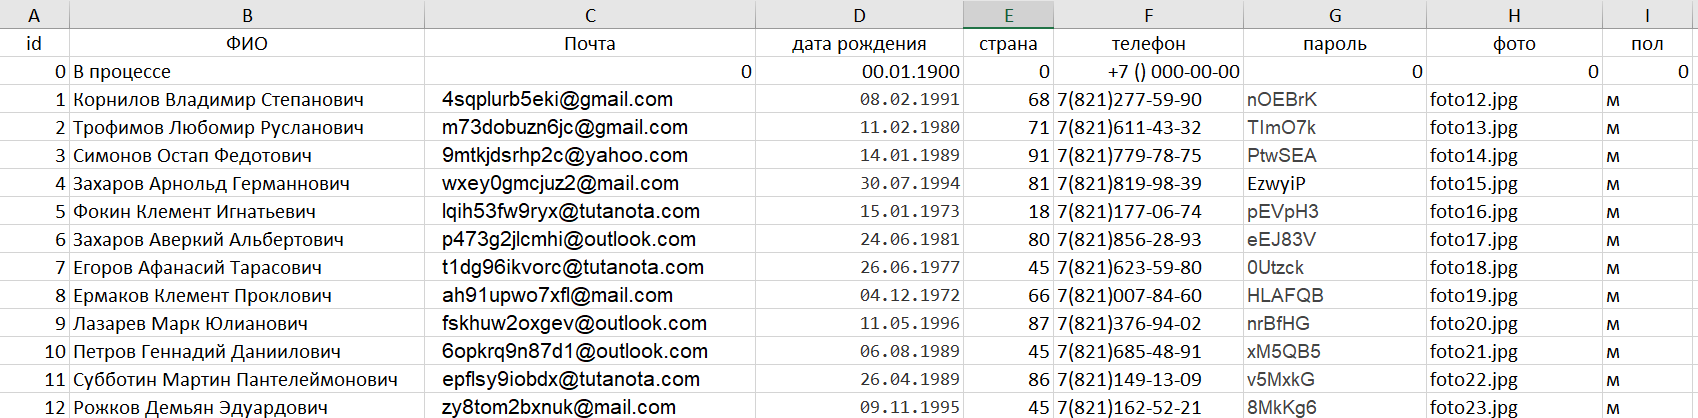 A B C D E F G H I
id ФИО Почта дата рождения страна телефон пароль фото пол
0 В процессе 0 00.01.1900 0 +7 () 000-00-00 0 0 0
1 Корнилов Владимир Степанович 4sqplurb5eki@gmail.com 08.02.1991 68 7(821)277-59-90 nOEBrK foto12.jpg м
2 Трофимов Любомир Русланович m73dobuzn6jc@gmail.com 11.02.1980 71 7(821)611-43-32 TImO7k foto13.jpg м
3 Симонов Остап Федотович 9mtkjdsrhp2c@yahoo.com 14.01.1989 91 7(821)779-78-75 PtwSEA foto14.jpg м
4 Захаров Арнольд Германнович wxey0gmcjuz2@mail.com 30.07.1994 81 7(821)819-98-39 EzwyiP foto15.jpg м
5 Фокин Клемент Игнатьевич lqih53fw9ryx@tutanota.com 15.01.1973 18 7(821)177-06-74 pEVpH3 foto16.jpg м
6 Захаров Аверкий Альбертович p473g2jlcmhi@outlook.com 24.06.1981 80 7(821)856-28-93 eEJ83V foto17.jpg м
7 Егоров Афанасий Тарасович t1dg96ikvorc@tutanota.com 26.06.1977 45 7(821)623-59-80 0Utzck foto18.jpg м
8 Ермаков Клемент Проклович ah91upwo7xfl@mail.com 04.12.1972 66 7(821)007-84-60 HLAFQB foto19.jpg м
9 Лазарев Марк Юлианович fskhuw2oxgev@outlook.com 11.05.1996 87 7(821)376-94-02 nrBfHG foto20.jpg м
10 Петров Геннадий Даниилович 6opkrq9n87d1@outlook.com 06.08.1989 45 7(821)685-48-91 xM5QB5 foto21.jpg м
11 Субботин Мартин Пантелеймонович epflsy9iobdx@tutanota.com 26.04.1989 86 7(821)149-13-09 v5MxkG foto22.jpg м
12 Рожков Демьян Эдуардович zy8tom2bxnuk@mail.com 09.11.1995 45 7(821)162-52-21 8MkKg6 foto23.jpg м